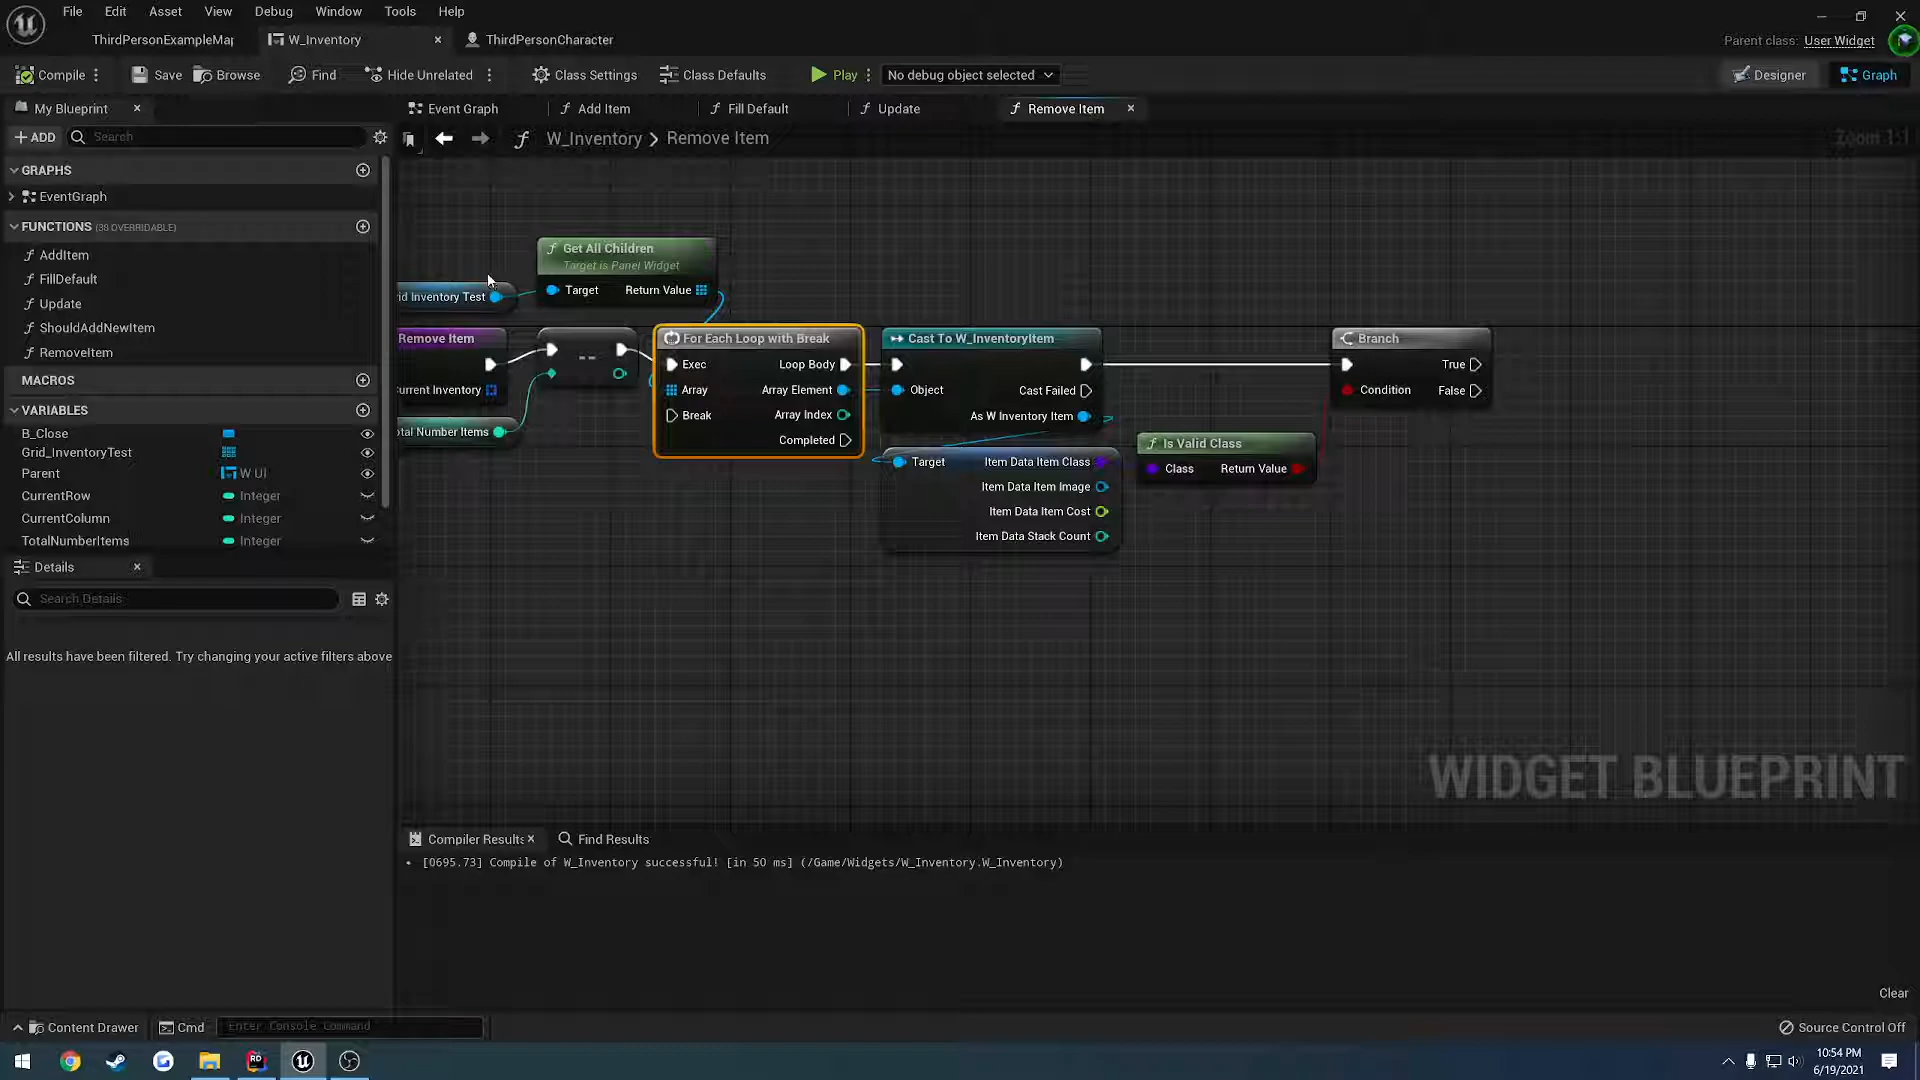 File Edit Asset View Debug Window Tools Help
ThirdPersonExampleMap W_Inventory ThirdPersonCharacter
Parent class: User Widget
Compile Save Browse Find Hide Unrelated Class Settings Class Defaults Play No debug object selected Designer Graph
My Blueprint Event Graph Add Item Fill Default Update Remove Item
ADD Search
W_Inventory > Remove Item
Zoom 1:1
GRAPHS
EventGraph
FUNCTIONS (38 OVERRIDABLE)
AddItem
FillDefault
Update
ShouldAddNewItem
RemoveItem
MACROS
VARIABLES
B_Close
Grid_InventoryTest
Parent W UI
CurrentRow Integer
CurrentColumn Integer
TotalNumberItems Integer
Details
Search Details
All results have been filtered. Try changing your active filters above
Get All Children
Target is Panel Widget
Target Return Value
rid Inventory Test
Remove Item
urrent Inventory
otal Number Items
--
For Each Loop with Break
Exec Loop Body
Array Array Element
Break Array Index
Completed
Cast To W_InventoryItem
Object Cast Failed
As W Inventory Item
Target Item Data Item Class
Item Data Item Image
Item Data Item Cost
Item Data Stack Count
Is Valid Class
Class Return Value
Branch
True
Condition False
WIDGET BLUEPRINT
Compiler Results Find Results
[0695.73] Compile of W_Inventory successful! [in 50 ms] (/Game/Widgets/W_Inventory.W_Inventory)
Clear
Content Drawer Cmd Enter Console Command Source Control Off
RD
10:54 PM
6/19/2021